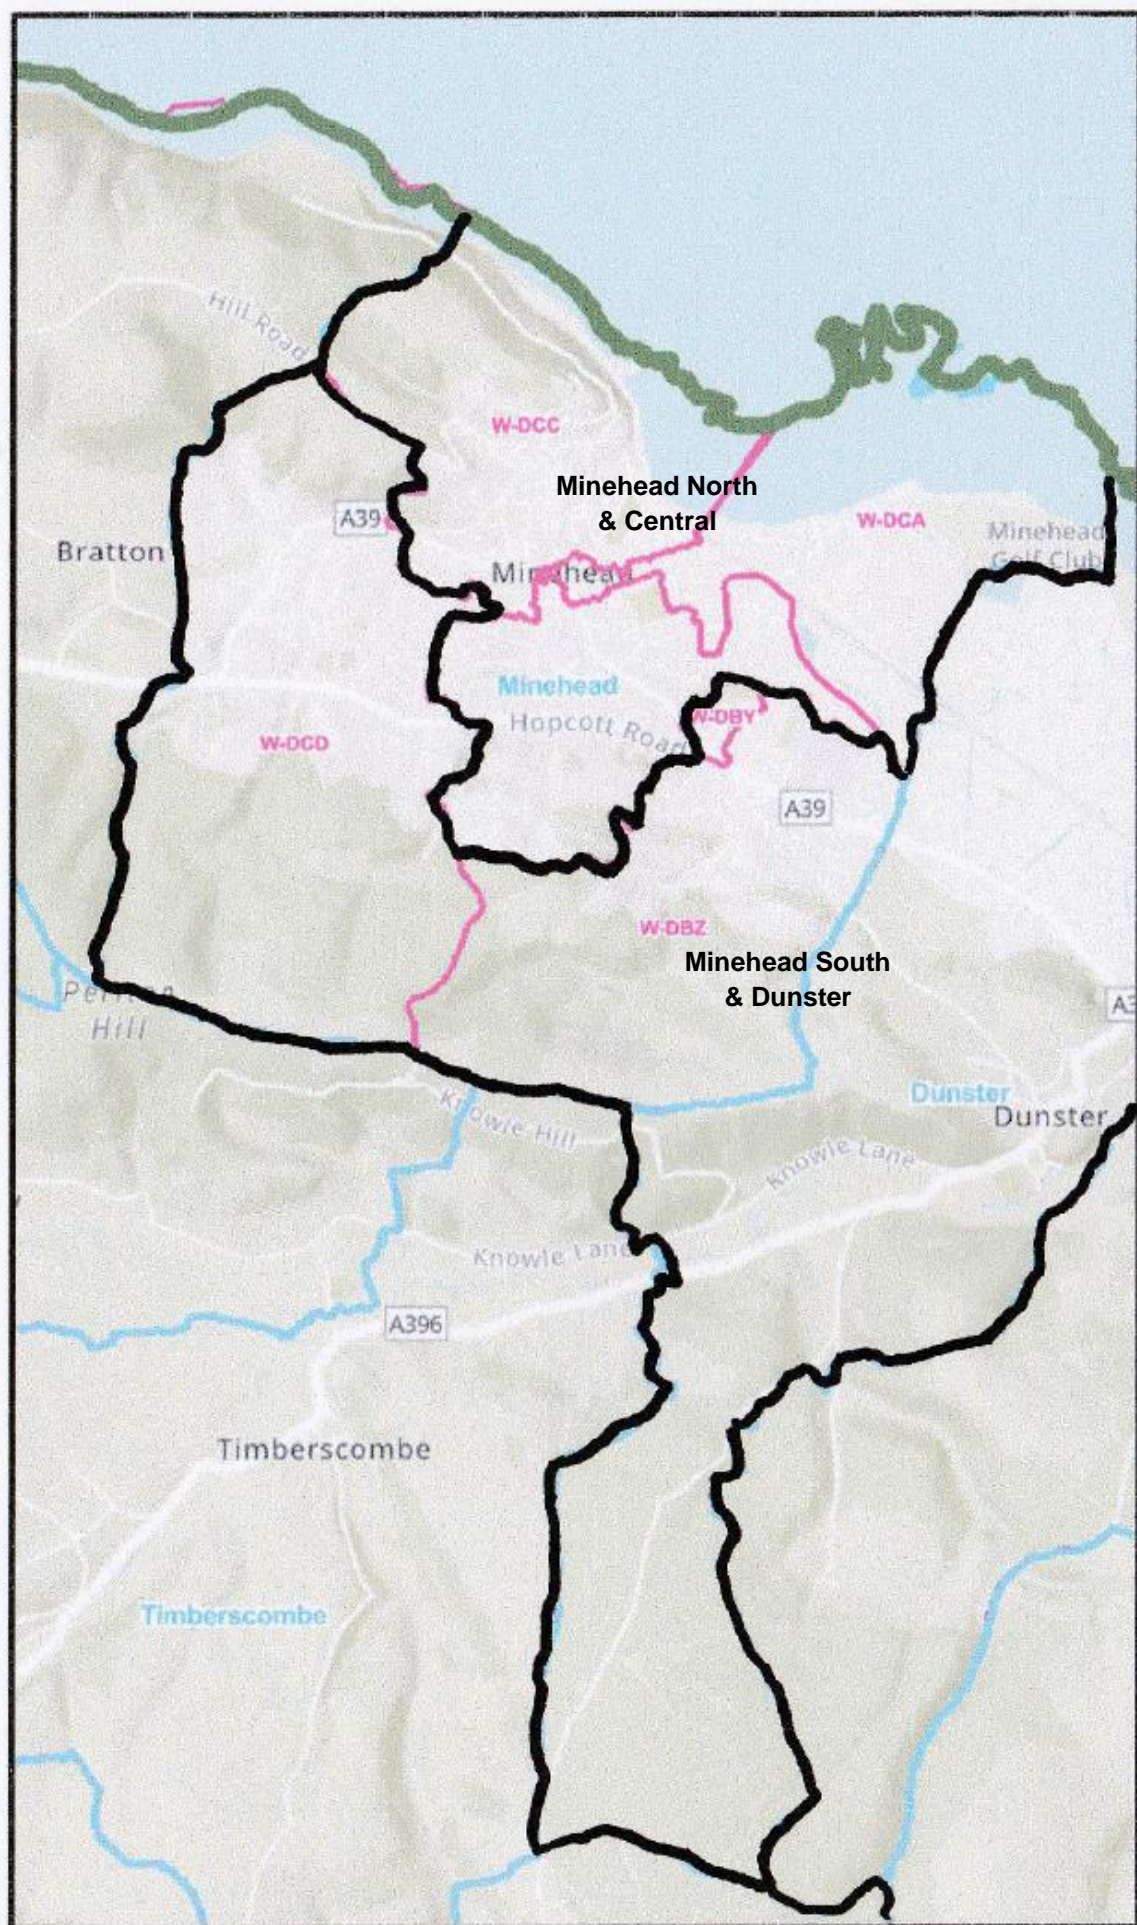 Hill Road
W-DCC
Minehead North
& Central
A39
W-DCA
Minehead
Golf Club
Bratton
Minehead
Minehead
Hopcott Road
W-DBY
W-DCD
A39
W-DBZ
Minehead South
& Dunster
Hill
Knowle Hill
Dunster
Dunster
Knowle Lane
Knowle Lane
A396
Timberscombe
Timberscombe